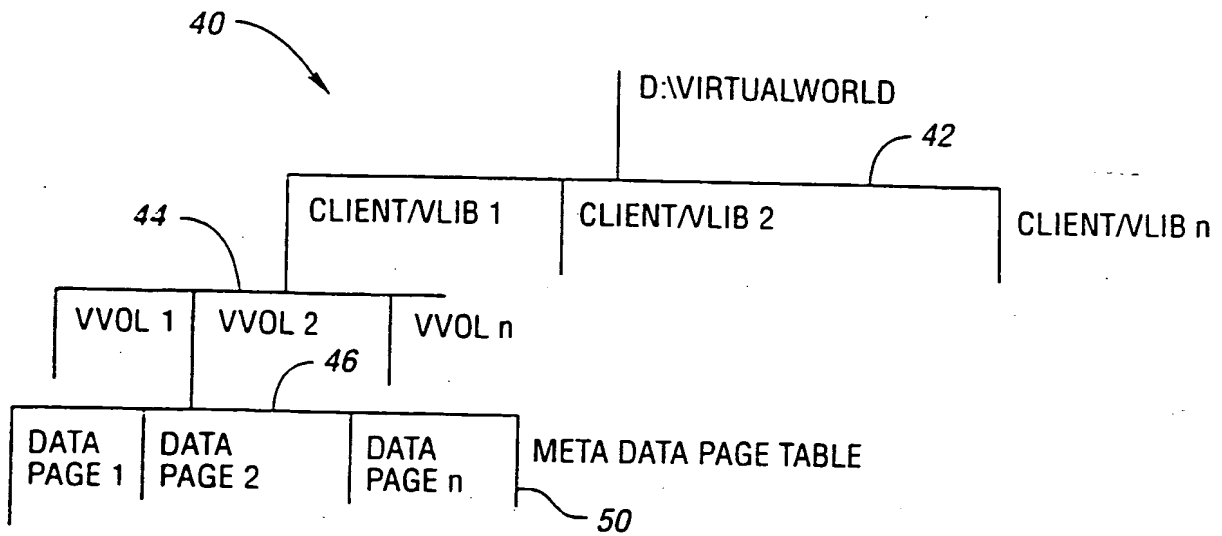 40
D:\VIRTUALWORLD
42
CLIENT/VLIB 1
CLIENT/VLIB 2
CLIENT/VLIB n
44
VVOL 1
VVOL 2
VVOL n
46
DATA
PAGE 1
DATA
PAGE 2
DATA
PAGE n
META DATA PAGE TABLE
50